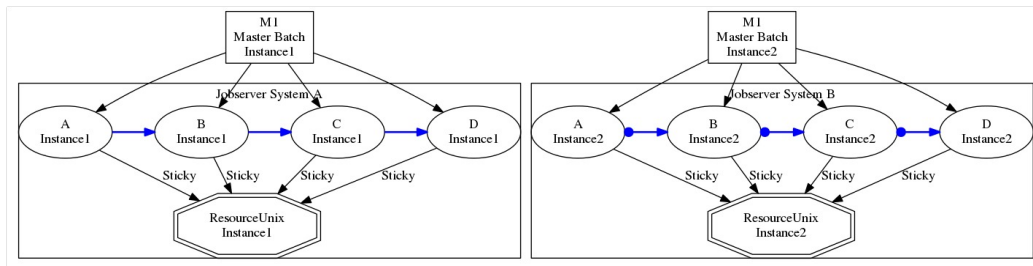 M1
Master Batch
Instance1
Jobserver System A
A
Instance1
B
Instance1
C
Instance1
D
Instance1
Sticky
Sticky
Sticky
Sticky
ResourceUnix
Instance1
M1
Master Batch
Instance2
Jobserver System B
A
Instance2
B
Instance2
C
Instance2
D
Instance2
Sticky
Sticky
Sticky
Sticky
ResourceUnix
Instance2